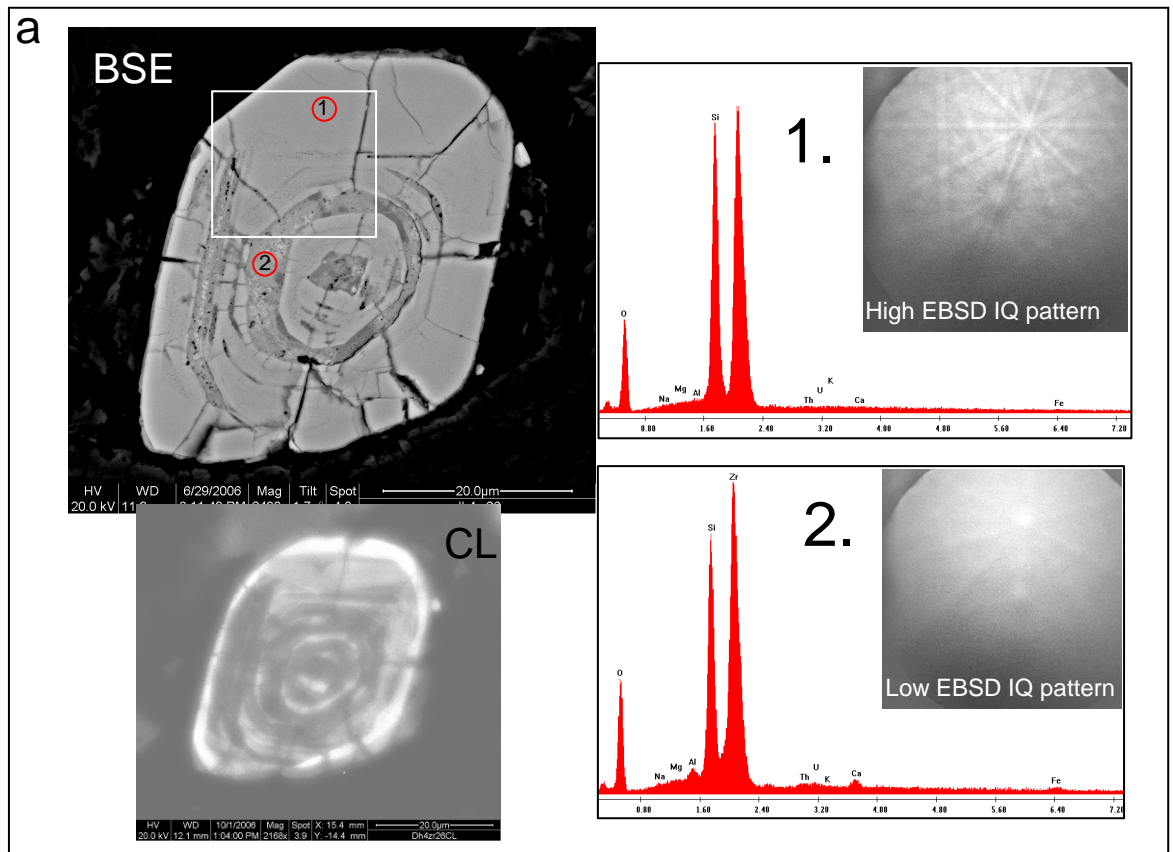 a
BSE
1
2
HV WD 6/29/2006 Mag Tilt Spot 20.0µm
20.0 kV
CL
HV WD 10/1/2006 Mag Spot X: 15.4 mm 20.0µm
20.0 kV 12.1 mm 1:04:00 PM 2168x 3.9 Y: -14.4 mm Dh4zr26CL
1.
High EBSD IQ pattern
Si
O
Na Mg Al Th U K Ca Fe
0.80 1.60 2.40 3.20 4.00 4.80 5.60 6.40 7.20
2.
Low EBSD IQ pattern
Zr
Si
O
Na Mg Al Th U K Ca Fe
0.80 1.60 2.40 3.20 4.00 4.80 5.60 6.40 7.20